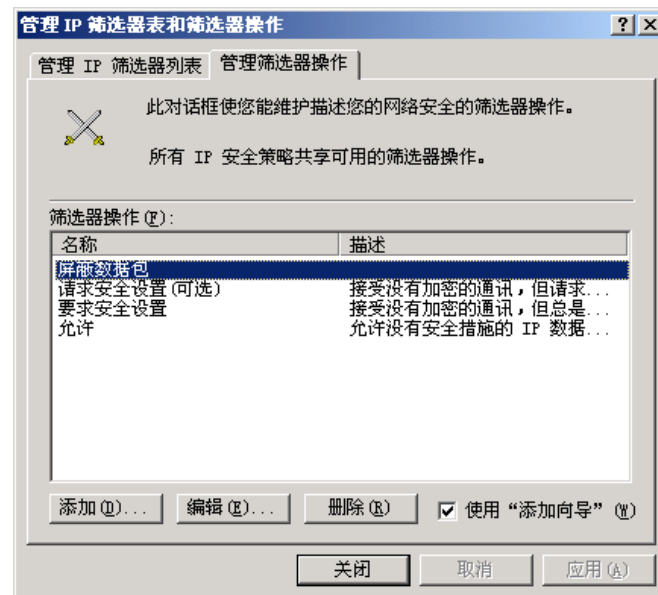 管理 IP 筛选器表和筛选器操作
管理 IP 筛选器列表 管理筛选器操作
此对话框使您能维护描述您的网络安全的筛选器操作。
所有 IP 安全策略共享可用的筛选器操作。
筛选器操作(F):
名称 描述
屏蔽数据包
请求安全设置(可选) 接受没有加密的通讯，但请求...
要求安全设置 接受没有加密的通讯，但总是...
允许 允许没有安全措施的 IP 数据...
添加(D)... 编辑(E)... 删除(R) 使用“添加向导”(W)
关闭 取消 应用(A)